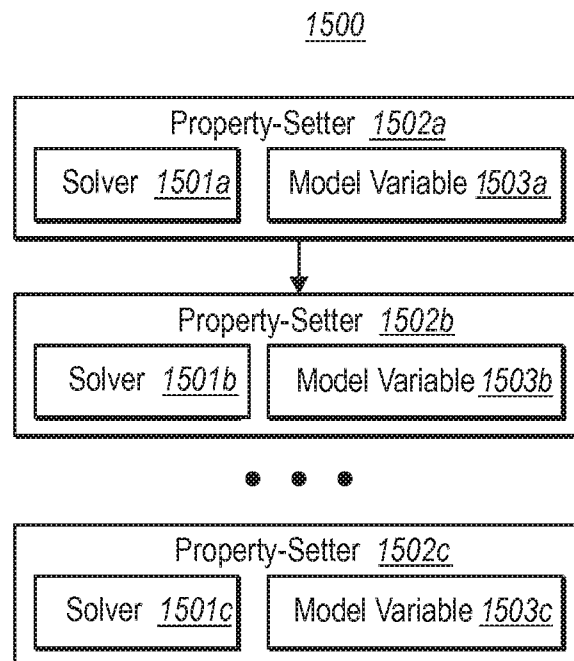 1500
Property-Setter 1502a
Solver 1501a
Model Variable 1503a
Property-Setter 1502b
Solver 1501b
Model Variable 1503b
Property-Setter 1502c
Solver 1501c
Model Variable 1503c